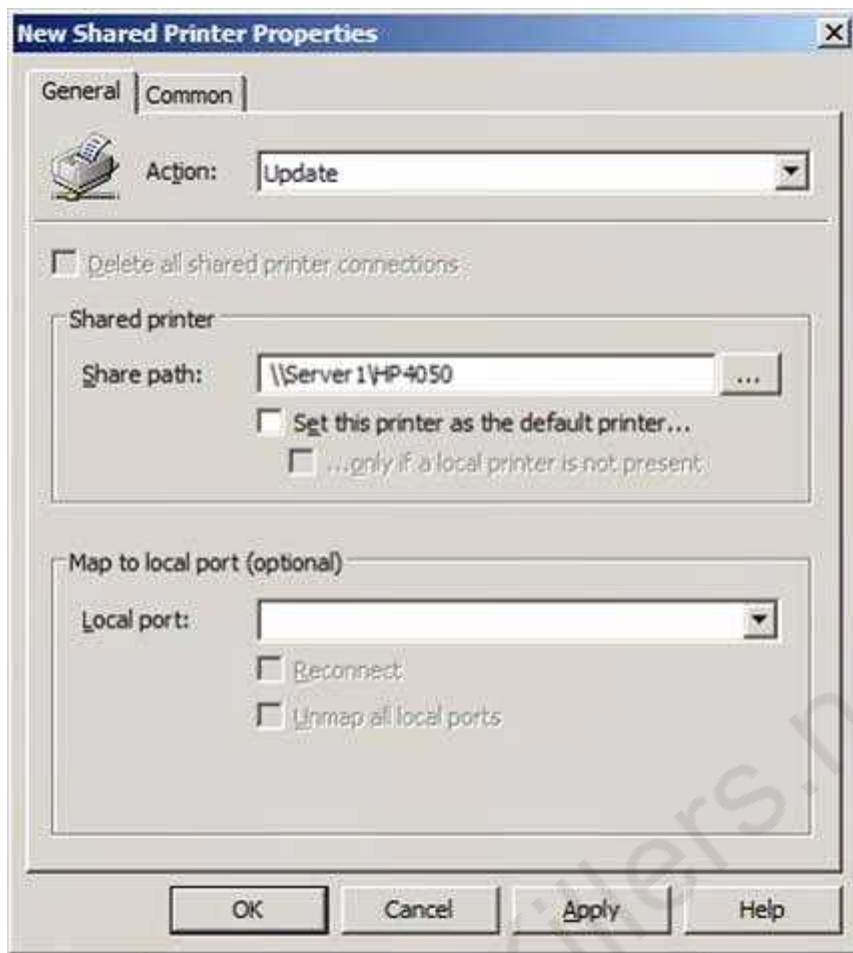 New Shared Printer Properties
General
Common
Action:
Update
Delete all shared printer connections
Shared printer
Share path:
\\Server1\HP4050
...
Set this printer as the default printer...
...only if a local printer is not present
Map to local port (optional)
Local port:
Reconnect
Unmap all local ports
OK
Cancel
Apply
Help